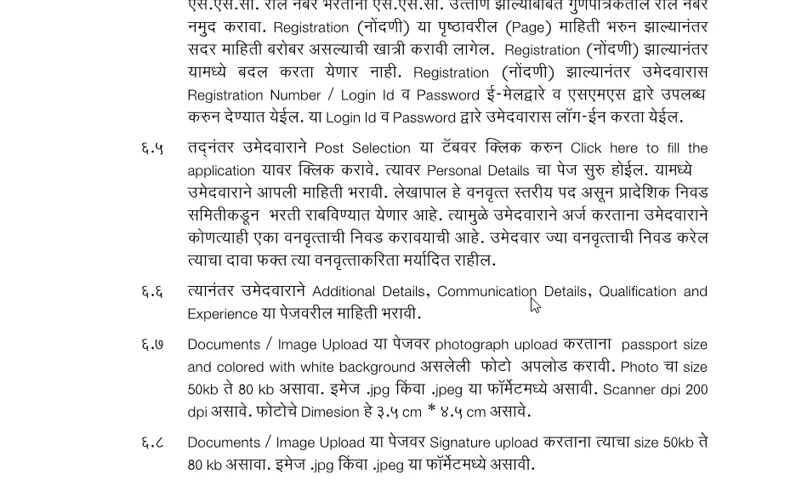 एस.एस.सी. रोल नंबर भरताना एस.एस.सी. उत्तीर्ण झाल्याबाबत गुणपत्रिकेतील रोल नंबर
नमुद करावा. Registration (नोंदणी) या पृष्ठावरील (Page) माहिती भरुन झाल्यानंतर
सदर माहिती बरोबर असल्याची खात्री करावी लागेल. Registration (नोंदणी) झाल्यानंतर
यामध्ये बदल करता येणार नाही. Registration (नोंदणी) झाल्यानंतर उमेदवारास
Registration Number / Login Id व Password ई-मेलद्वारे व एसएमएस द्वारे उपलब्ध
करुन देण्यात येईल. या Login Id व Password द्वारे उमेदवारास लॉग-ईन करता येईल.
६.५ तद्नंतर उमेदवाराने Post Selection या टॅबवर क्लिक करुन Click here to fill the
application यावर क्लिक करावे. त्यावर Personal Details चा पेज सुरु होईल. यामध्ये
उमेदवाराने आपली माहिती भरावी. लेखापाल हे वनवृत्त स्तरीय पद असून प्रादेशिक निवड
समितीकडून भरती राबविण्यात येणार आहे. त्यामुळे उमेदवाराने अर्ज करताना उमेदवाराने
कोणत्याही एका वनवृत्ताची निवड करावयाची आहे. उमेदवार ज्या वनवृत्ताची निवड करेल
त्याचा दावा फक्त त्या वनवृत्ताकरिता मर्यादित राहील.
६.६ त्यानंतर उमेदवाराने Additional Details, Communication Details, Qualification and
Experience या पेजवरील माहिती भरावी.
६.७ Documents / Image Upload या पेजवर photograph upload करताना passport size
and colored with white background असलेली फोटो अपलोड करावी. Photo चा size
50kb ते 80 kb असावा. इमेज .jpg किंवा .jpeg या फॉर्मेटमध्ये असावी. Scanner dpi 200
dpi असावे. फोटोचे Dimesion हे ३.५ cm * ४.५ cm असावे.
६.८ Documents / Image Upload या पेजवर Signature upload करताना त्याचा size 50kb ते
80 kb असावा. इमेज .jpg किंवा .jpeg या फॉर्मेटमध्ये असावी.